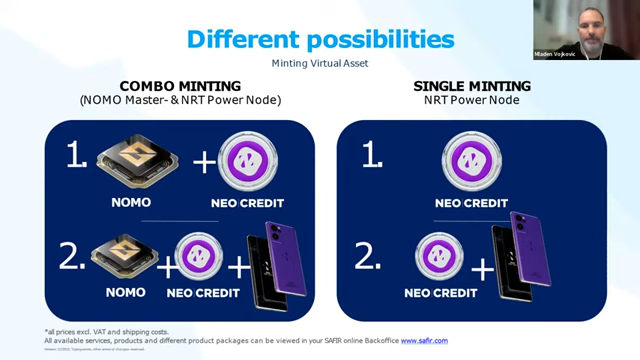 Different possibilities
Mladen Vojkovic
Minting Virtual Asset
COMBO MINTING
(NOMO Master- & NRT Power Node)
SINGLE MINTING
NRT Power Node
1.
+
NOMO
NEO CREDIT
2.
+
+
NOMO
NEO CREDIT
1.
NEO CREDIT
2.
+
NEO CREDIT
*all prices excl. VAT and shipping costs.
All available services, products and different product packages can be viewed in your SAFIR online Backoffice www.safir.com